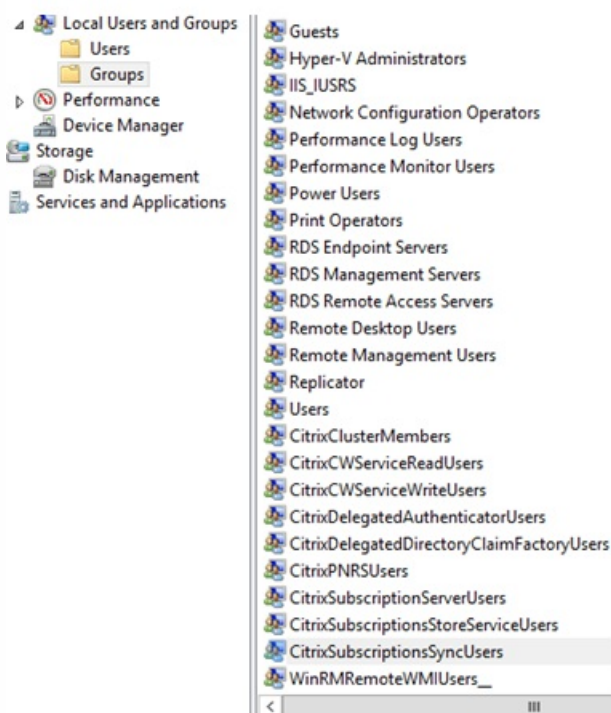 Local Users and Groups
Users
Groups
Performance
Device Manager
Storage
Disk Management
Services and Applications
Guests
Hyper-V Administrators
IIS_IUSRS
Network Configuration Operators
Performance Log Users
Performance Monitor Users
Power Users
Print Operators
RDS Endpoint Servers
RDS Management Servers
RDS Remote Access Servers
Remote Desktop Users
Remote Management Users
Replicator
Users
CitrixClusterMembers
CitrixCWServiceReadUsers
CitrixCWServiceWriteUsers
CitrixDelegatedAuthenticatorUsers
CitrixDelegatedDirectoryClaimFactoryUsers
CitrixPNRSUsers
CitrixSubscriptionServerUsers
CitrixSubscriptionsStoreServiceUsers
CitrixSubscriptionsSyncUsers
WinRMRemoteWMIUsers__